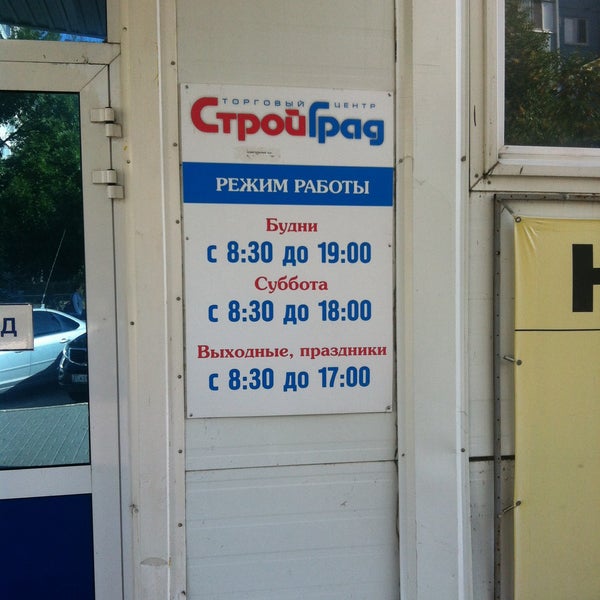 ТОРГОВЫЙ ЦЕНТР
СтройГрад
РЕЖИМ РАБОТЫ
Будни
с 8:30 до 19:00
Суббота
с 8:30 до 18:00
Выходные, праздники
с 8:30 до 17:00
Д
Н